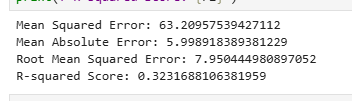 Mean Squared Error: 63.20957539427112
Mean Absolute Error: 5.998918389381229
Root Mean Squared Error: 7.950444980897052
R-squared Score: 0.3231688106381959